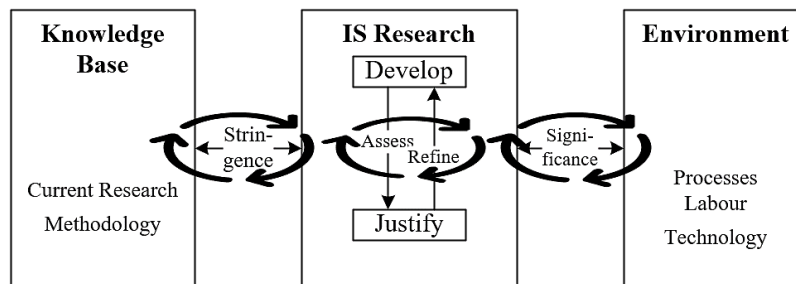 Knowledge
Base
Strin-
gence
Current Research
Methodology
IS Research
Develop
Assess
Refine
Justify
Signi-
ficance
Environment
Processes
Labour
Technology